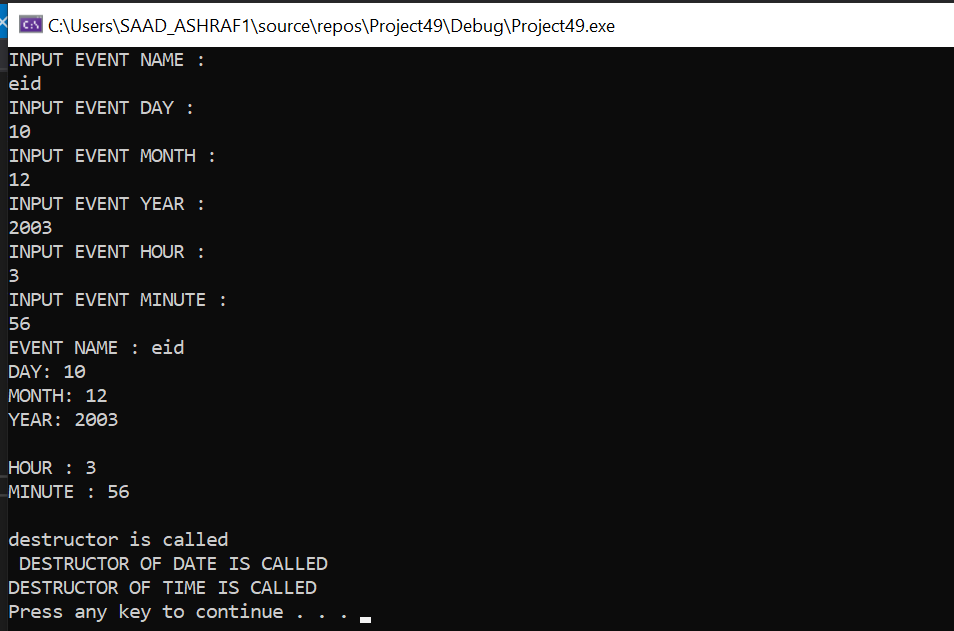 C:\Users\SAAD_ASHRAF1\source\repos\Project49\Debug\Project49.exe
INPUT EVENT NAME :
eid
INPUT EVENT DAY :
10
INPUT EVENT MONTH :
12
INPUT EVENT YEAR :
2003
INPUT EVENT HOUR :
3
INPUT EVENT MINUTE :
56
EVENT NAME : eid
DAY: 10
MONTH: 12
YEAR: 2003
HOUR : 3
MINUTE : 56
destructor is called
DESTRUCTOR OF DATE IS CALLED
DESTRUCTOR OF TIME IS CALLED
Press any key to continue . . .